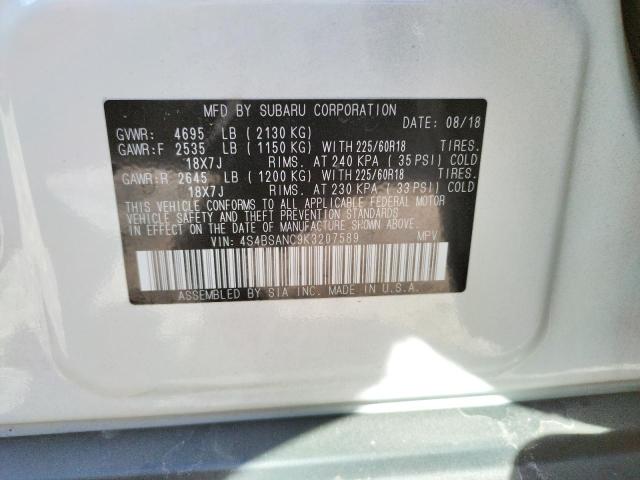 MFD BY SUBARU CORPORATION
DATE: 08/18
GVWR: 4695 LB (2130 KG)
GAWR:F 2535 LB (1150 KG) WITH 225/60R18 TIRES.
18X7J RIMS. AT 240 KPA (35 PSI) COLD
GAWR:R 2645 LB (1200 KG) WITH 225/60R18 TIRES.
18X7J RIMS. AT 230 KPA (33 PSI) COLD
THIS VEHICLE CONFORMS TO ALL APPLICABLE FEDERAL MOTOR
VEHICLE SAFETY AND THEFT PREVENTION STANDARDS
IN EFFECT ON THE DATE OF MANUFACTURE SHOWN ABOVE.
VIN: 4S4BSANC9K3207589 MPV
ASSEMBLED BY SIA INC. MADE IN U.S.A.